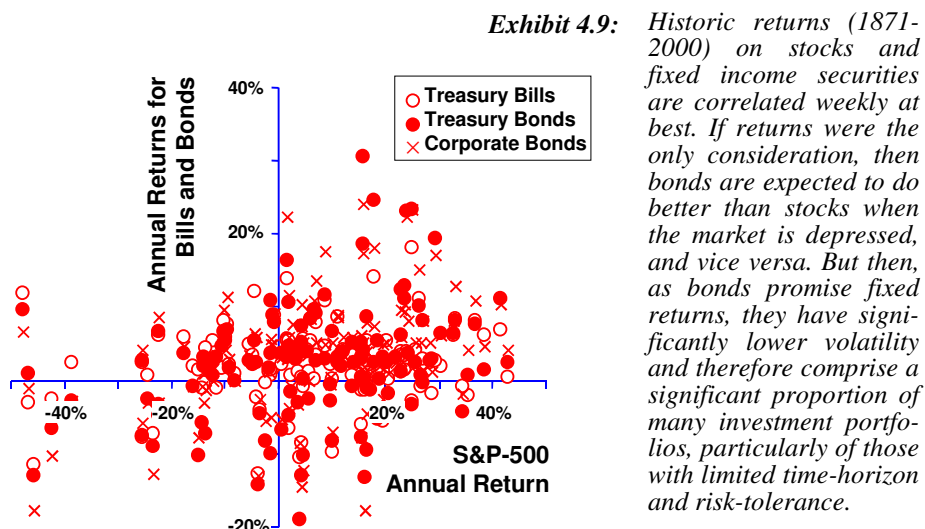 Exhibit 4.9:
Historic returns (1871-
2000) on stocks and
fixed income securities
are correlated weekly at
best. If returns were the
only consideration, then
bonds are expected to do
better than stocks when
the market is depressed,
and vice versa. But then,
as bonds promise fixed
returns, they have signi-
ficantly lower volatility
and therefore comprise a
significant proportion of
many investment portfo-
lios, particularly of those
with limited time-horizon
and risk-tolerance.
Annual Returns for
Bills and Bonds
40%
Treasury Bills
Treasury Bonds
Corporate Bonds
20%
-40%
-20%
20%
40%
S&P-500
Annual Return
-20%